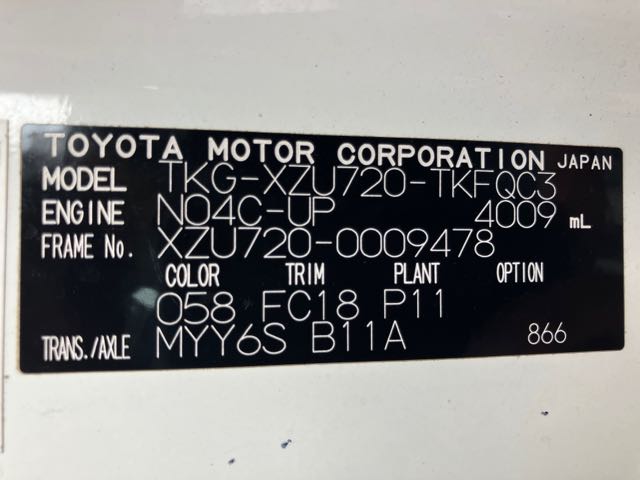 TOYOTA MOTOR CORPORATION JAPAN
MODEL TKG-XZU720-TKFQC3
ENGINE N04C-UP 4009 mL
FRAME No. XZU720-0009478
COLOR TRIM PLANT OPTION
058 FC18 P11
TRANS./AXLE MYY6S B11A 866